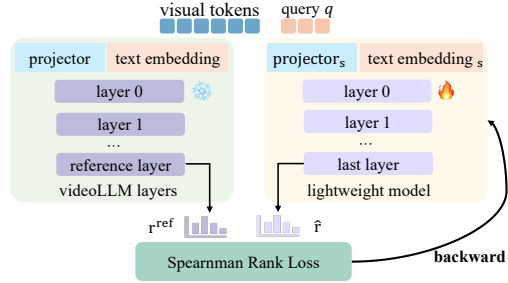 visual tokens query q
projector text embedding projectorₛ text embedding ₛ
layer 0 layer 0
layer 1 layer 1
... ...
reference layer last layer
videoLLM layers lightweight model
rʳᵉᶠ r̂
Spearnman Rank Loss
backward